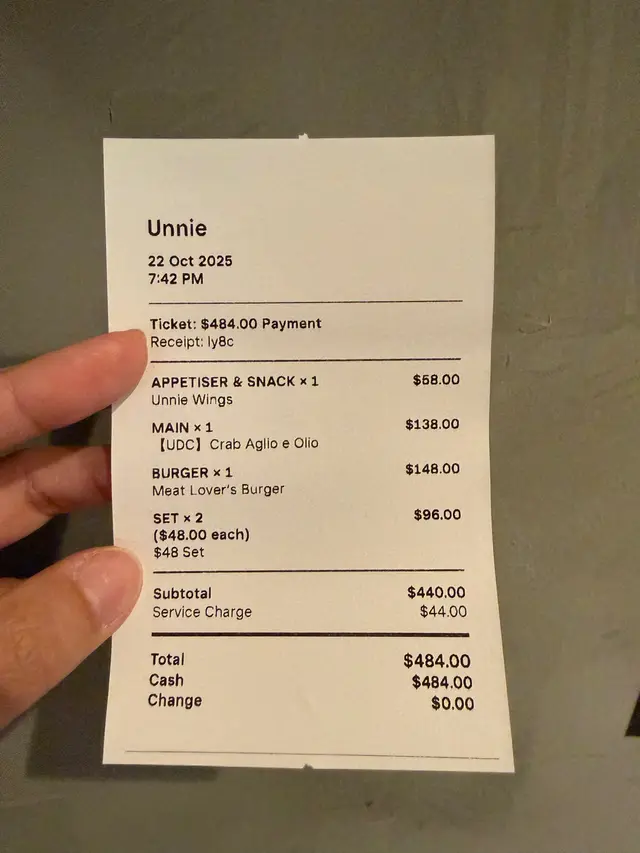 Unnie
22 Oct 2025
7:42 PM
Ticket: $484.00 Payment
Receipt: ly8c
APPETISER & SNACK × 1 $58.00
Unnie Wings
MAIN × 1 $138.00
【UDC】Crab Aglio e Olio
BURGER × 1 $148.00
Meat Lover's Burger
SET × 2 $96.00
($48.00 each)
$48 Set
Subtotal $440.00
Service Charge $44.00
Total $484.00
Cash $484.00
Change $0.00